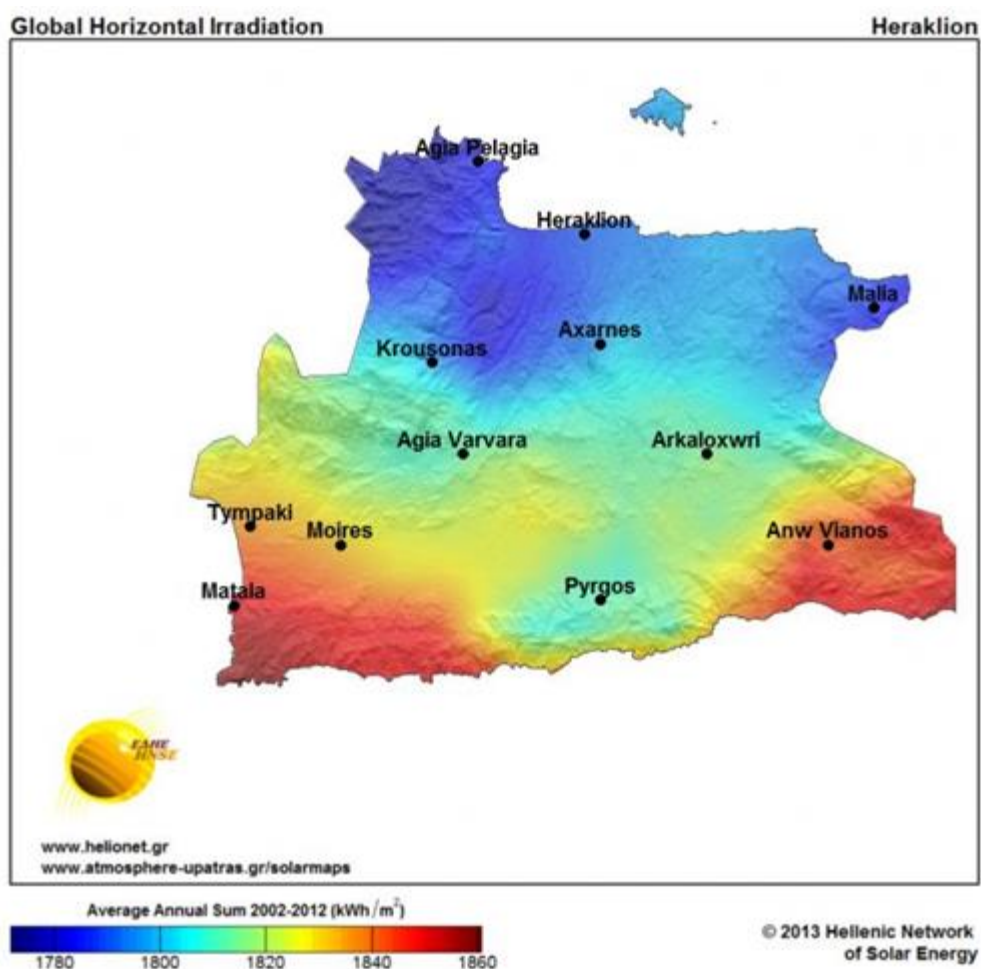 Global Horizontal Irradiation Heraklion
Agia Pelagia
Heraklion
Malia
Axarnes
Krousonas
Agia Varvara Arkaloxwri
Tympaki
Moires Anw Vianos
Matala Pyrgos
EAHE
HNSE
www.helionet.gr
www.atmosphere-upatras.gr/solarmaps
Average Annual Sum 2002-2012 (kWh/m²)
1780 1800 1820 1840 1860
© 2013 Hellenic Network
of Solar Energy